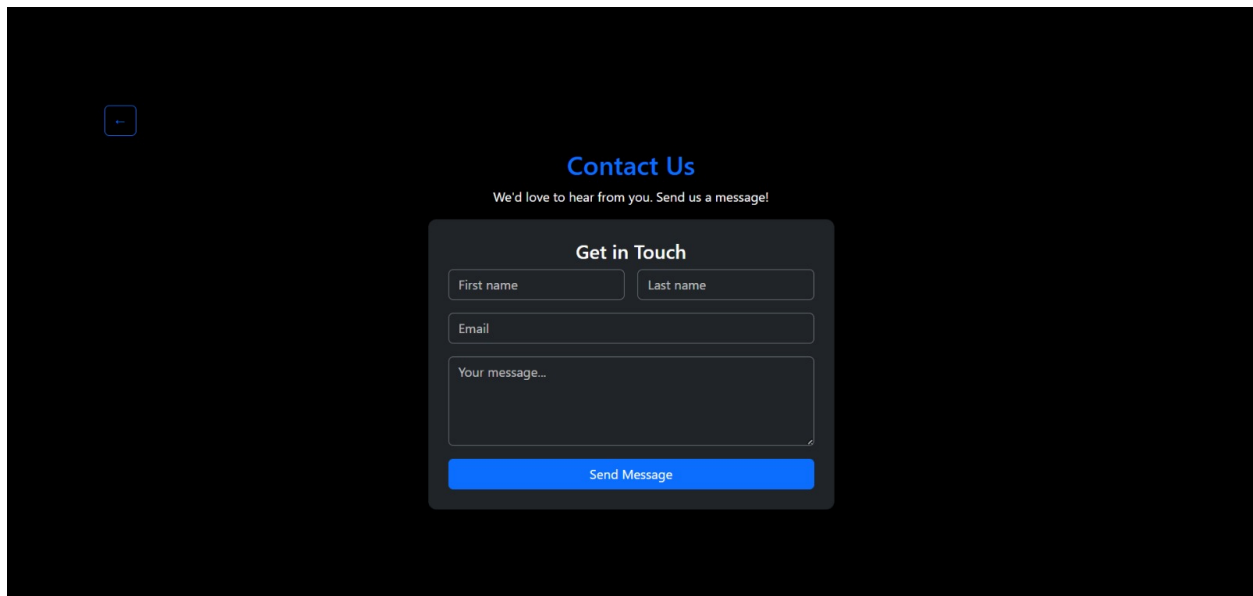 ←
Contact Us
We'd love to hear from you. Send us a message!
Get in Touch
First name
Last name
Email
Your message...
Send Message